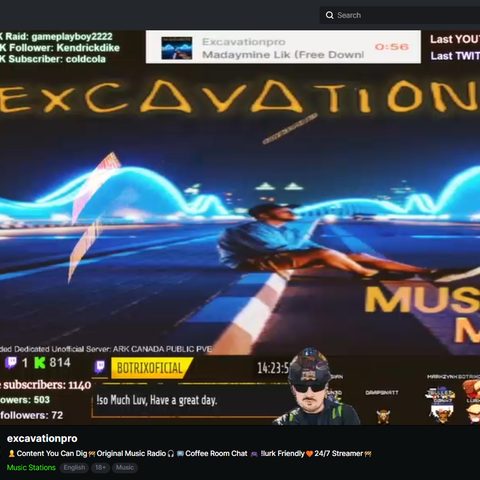 Search
K Raid: gameplayboy2222
K Follower: Kendrickdike
K Subscriber: coldcola
Excavationpro
Madaymine Lik (Free Downl
0:56
Last YOU
Last TWIT
EXCAVATION
MUS
M
ded Dedicated Unofficial Server: ARK CANADA PUBLIC PVE
1 K 814
BOTRIXOFICIAL
14:23:5
e subscribers: 1140
owers: 503
followers: 72
!so Much Luv, Have a great day.
DAMPSNATT
excavationpro
Content You Can Dig Original Music Radio Coffee Room Chat !lurk Friendly 24/7 Streamer
Music Stations English 18+ Music